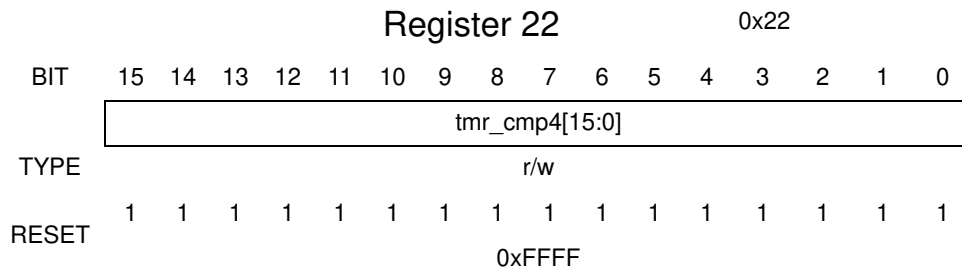 Register 22 0x22
BIT 15 14 13 12 11 10 9 8 7 6 5 4 3 2 1 0
tmr_cmp4[15:0]
TYPE r/w
RESET 1 1 1 1 1 1 1 1 1 1 1 1 1 1 1 1
0xFFFF